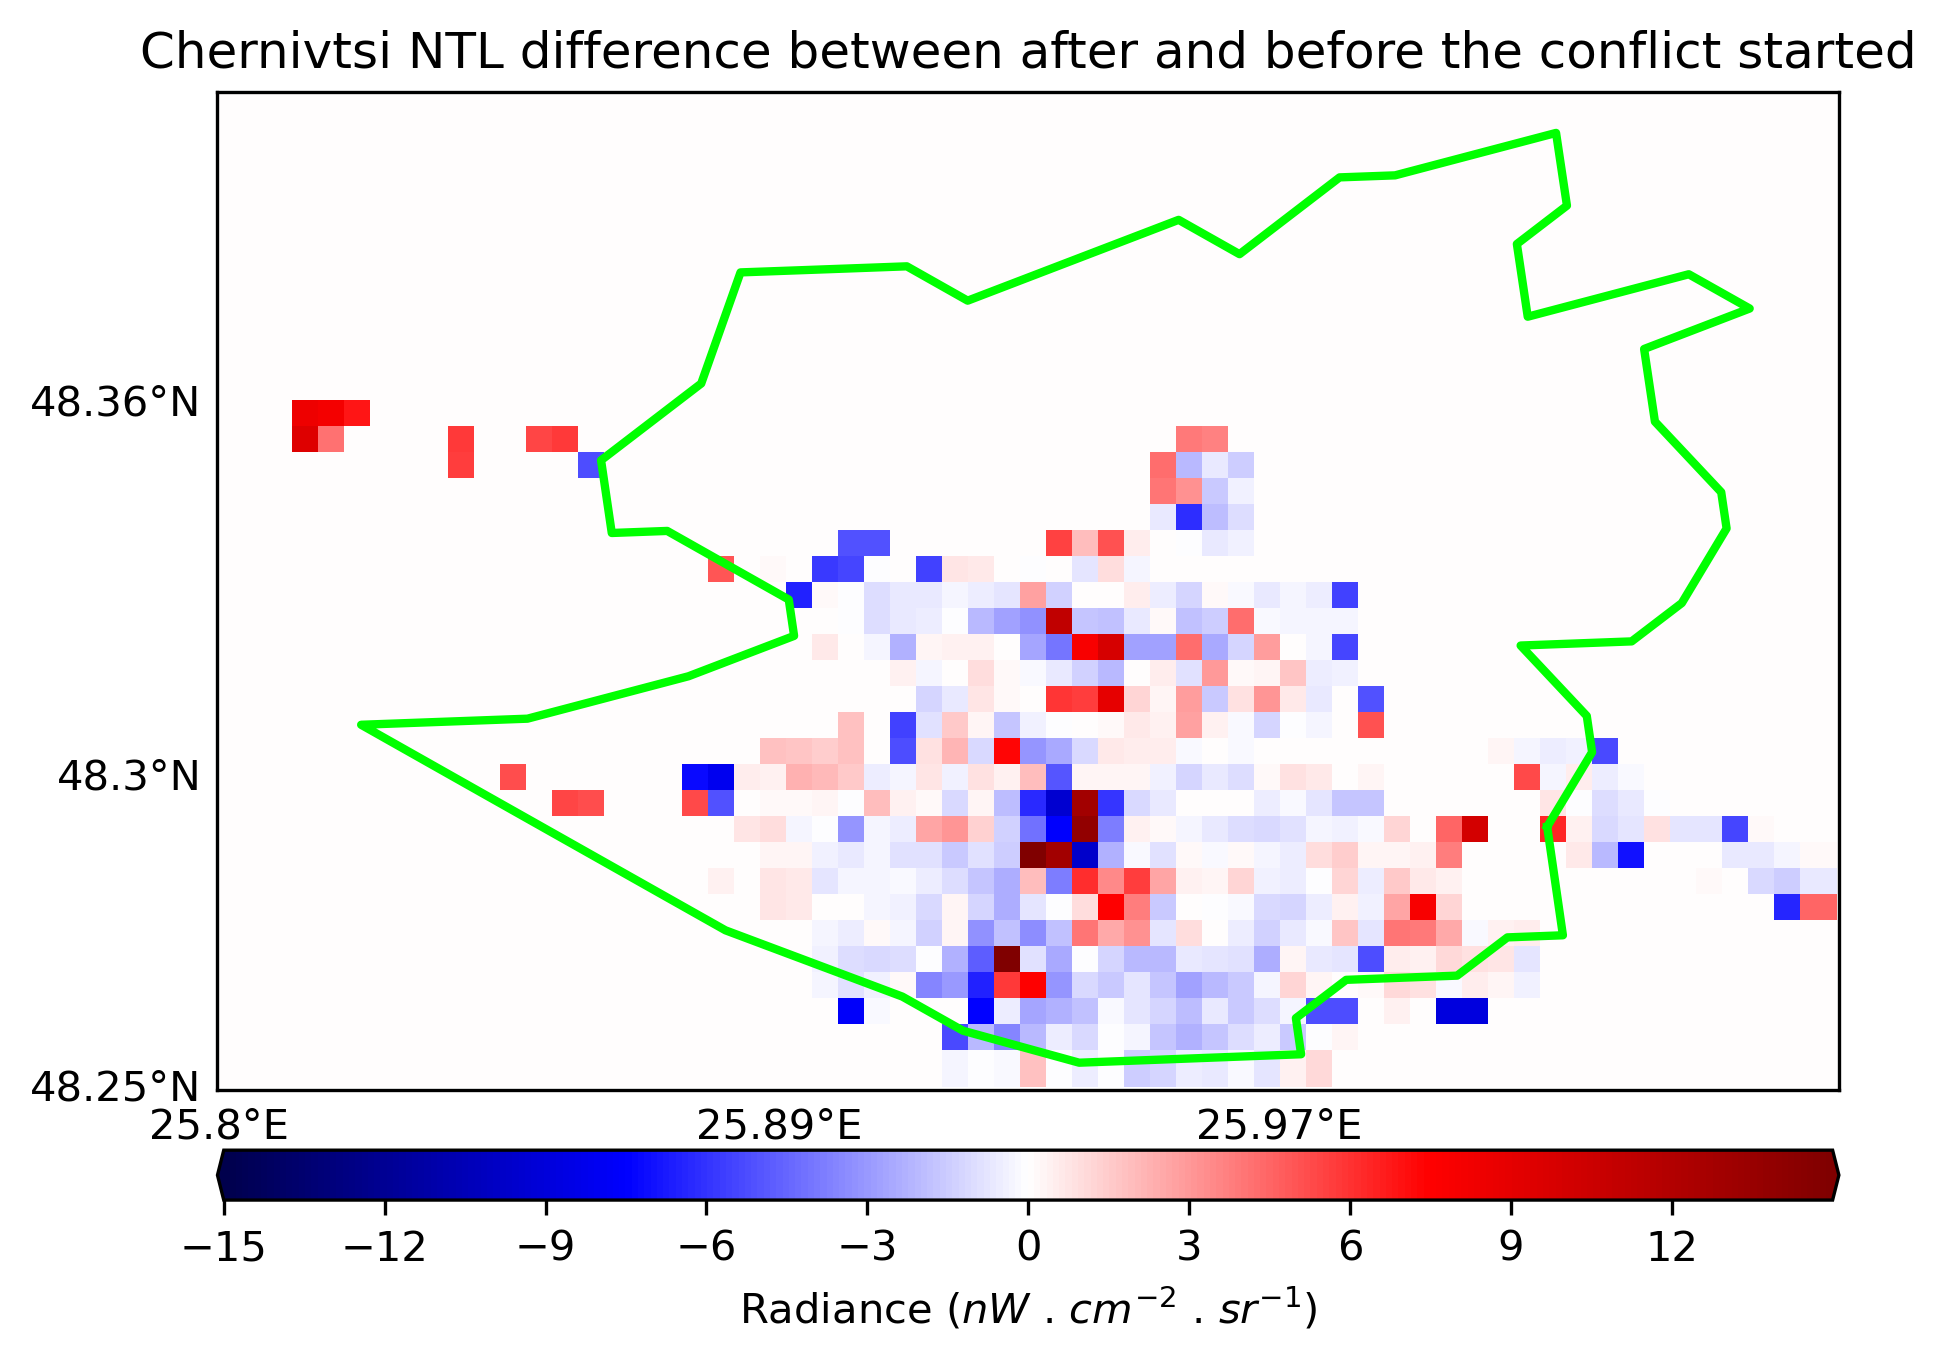 Chernivtsi NTL difference between after and before the conflict started
48.36°N
48.3°N
48.25°N
25.8°E 25.89°E 25.97°E
−15 −12 −9 −6 −3 0 3 6 9 12
Radiance (nW . cm⁻² . sr⁻¹)